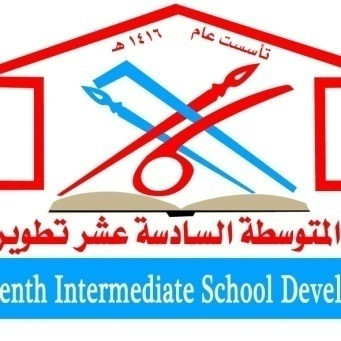 تأسست عام ١٤١٦ هـ
المتوسطة السادسة عشر تطوير
enth Intermediate School Devel